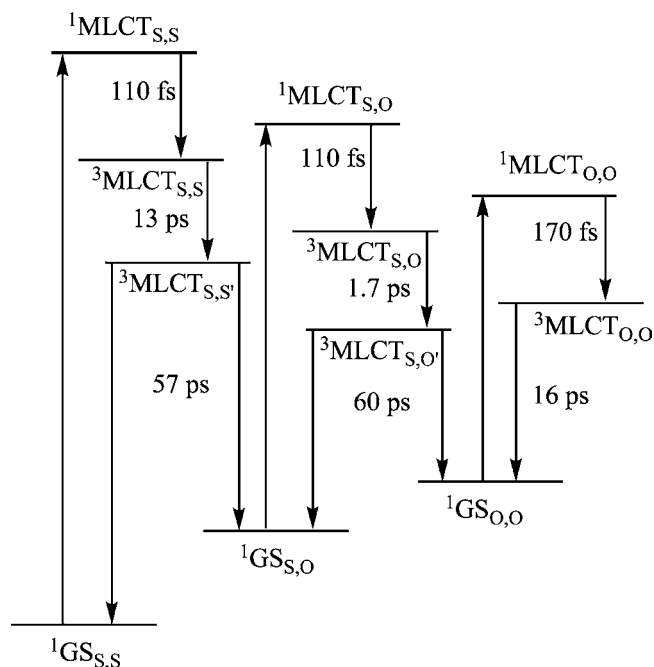 ¹MLCT_S,S
110 fs
³MLCT_S,S
13 ps
³MLCT_S,S'
57 ps
¹GS_S,S
¹MLCT_S,O
110 fs
³MLCT_S,O
1.7 ps
³MLCT_S,O'
60 ps
¹GS_S,O
¹MLCT_O,O
170 fs
³MLCT_O,O
16 ps
¹GS_O,O